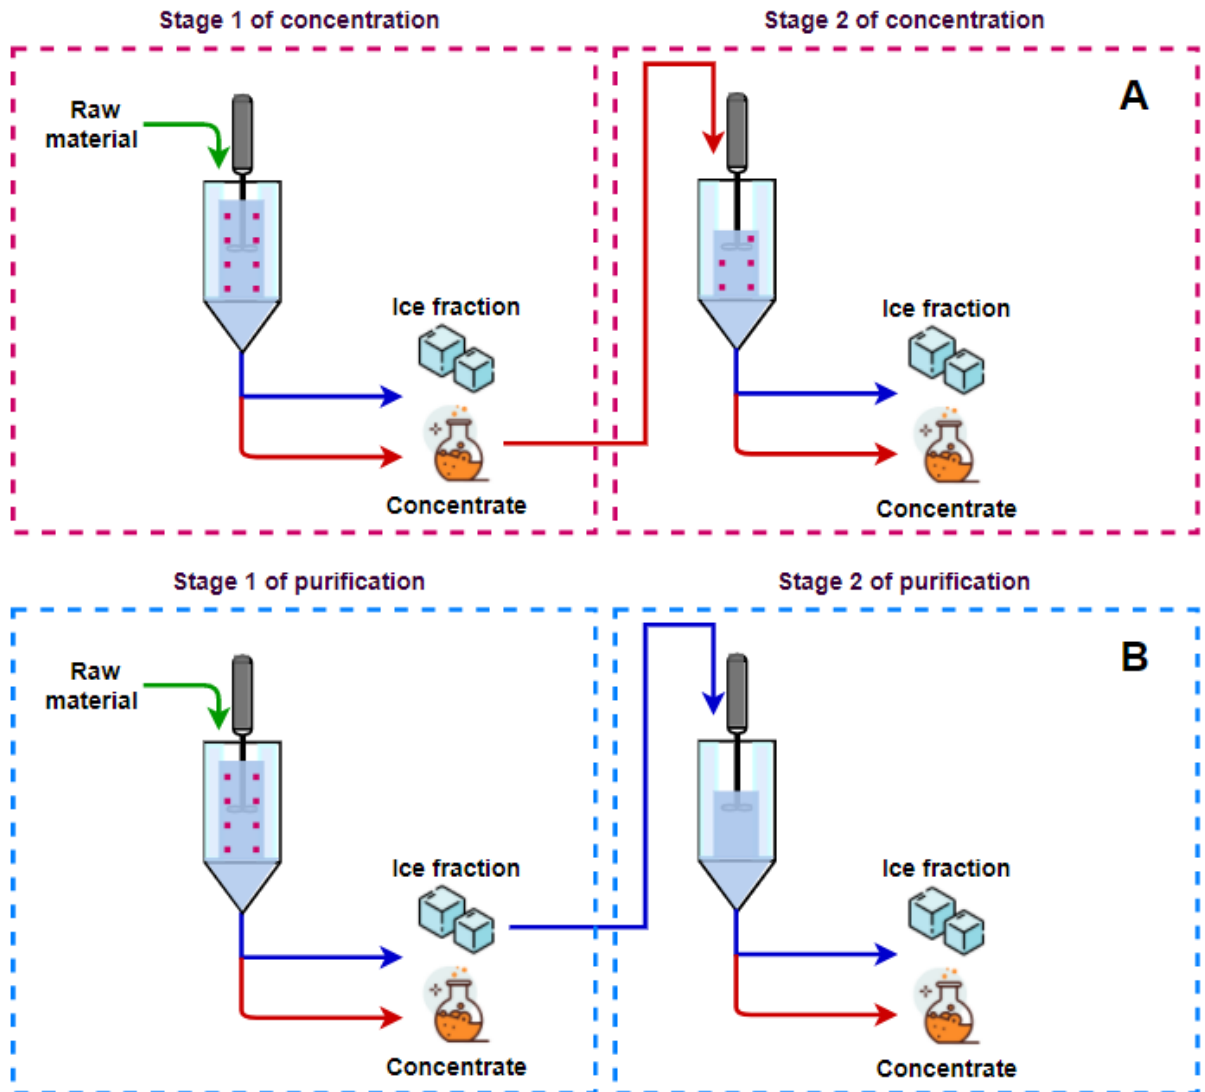 Stage 1 of concentration
Stage 2 of concentration
A
Raw
material
Ice fraction
Concentrate
Ice fraction
Concentrate
Stage 1 of purification
Stage 2 of purification
B
Raw
material
Ice fraction
Concentrate
Ice fraction
Concentrate